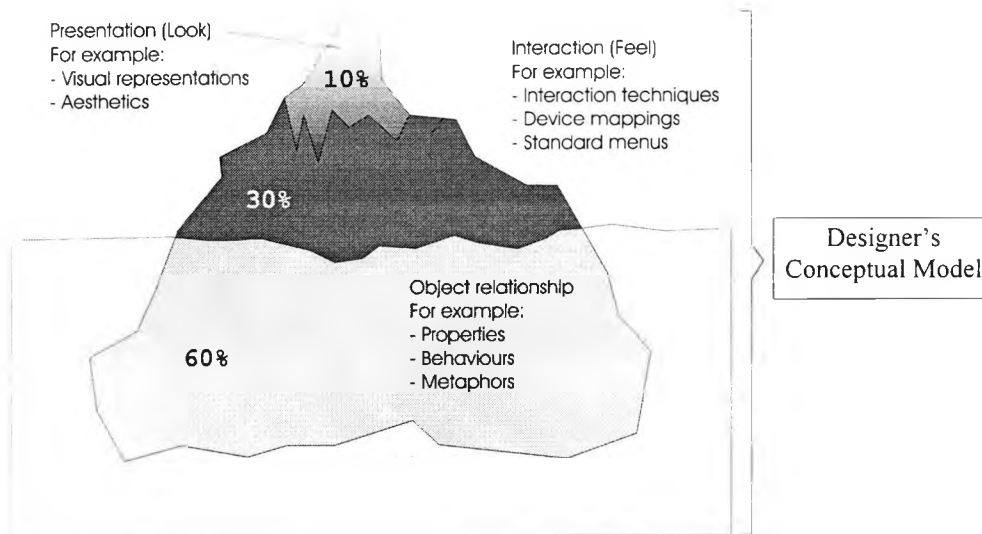 Presentation (Look)
For example:
- Visual representations
- Aesthetics
10%
Interaction (Feel)
For example:
- Interaction techniques
- Device mappings
- Standard menus
30%
Designer's
Conceptual Model
Object relationship
For example:
- Properties
- Behaviours
- Metaphors
60%